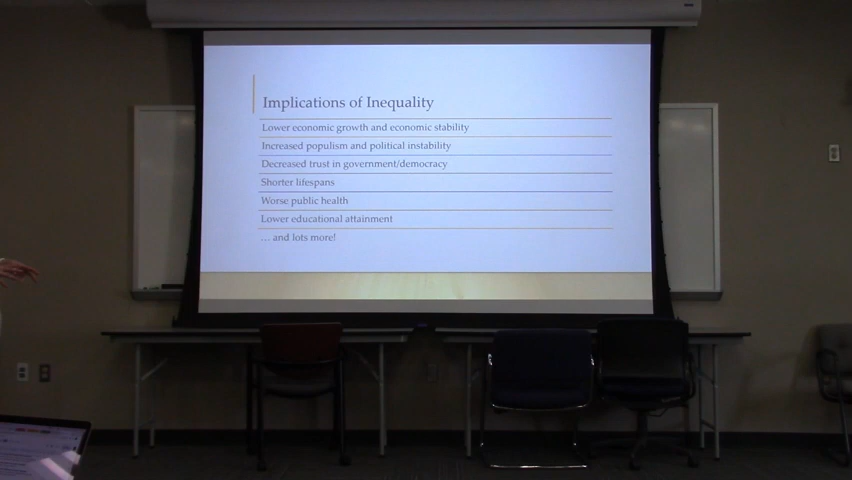 Implications of Inequality
Lower economic growth and economic stability
Increased populism and political instability
Decreased trust in government/democracy
Shorter lifespans
Worse public health
Lower educational attainment
… and lots more!